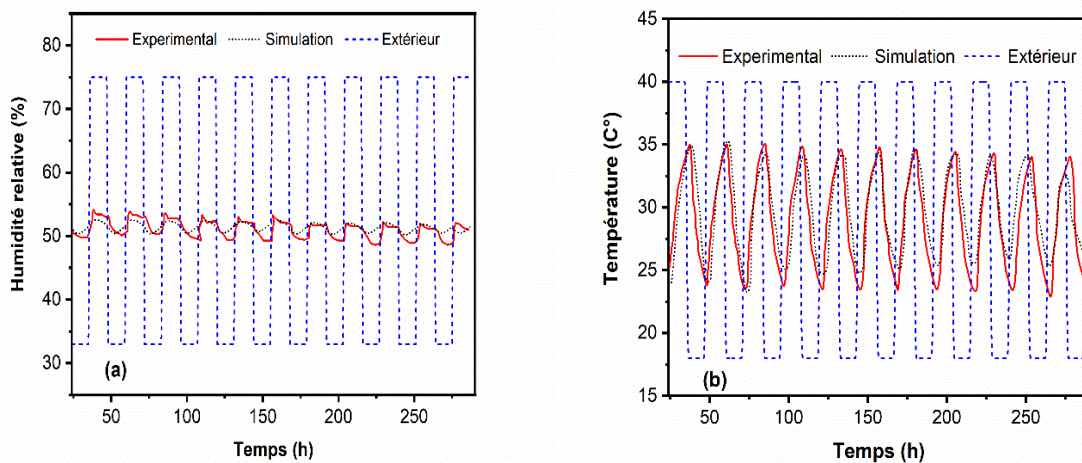 Experimental Simulation Extérieur
Humidité relative (%)
80
70
60
50
40
30
50 100 150 200 250
(a)
Temps (h)
Experimental Simulation Extérieur
Température (C°)
45
40
35
30
25
20
15
50 100 150 200 250
(b)
Temps (h)